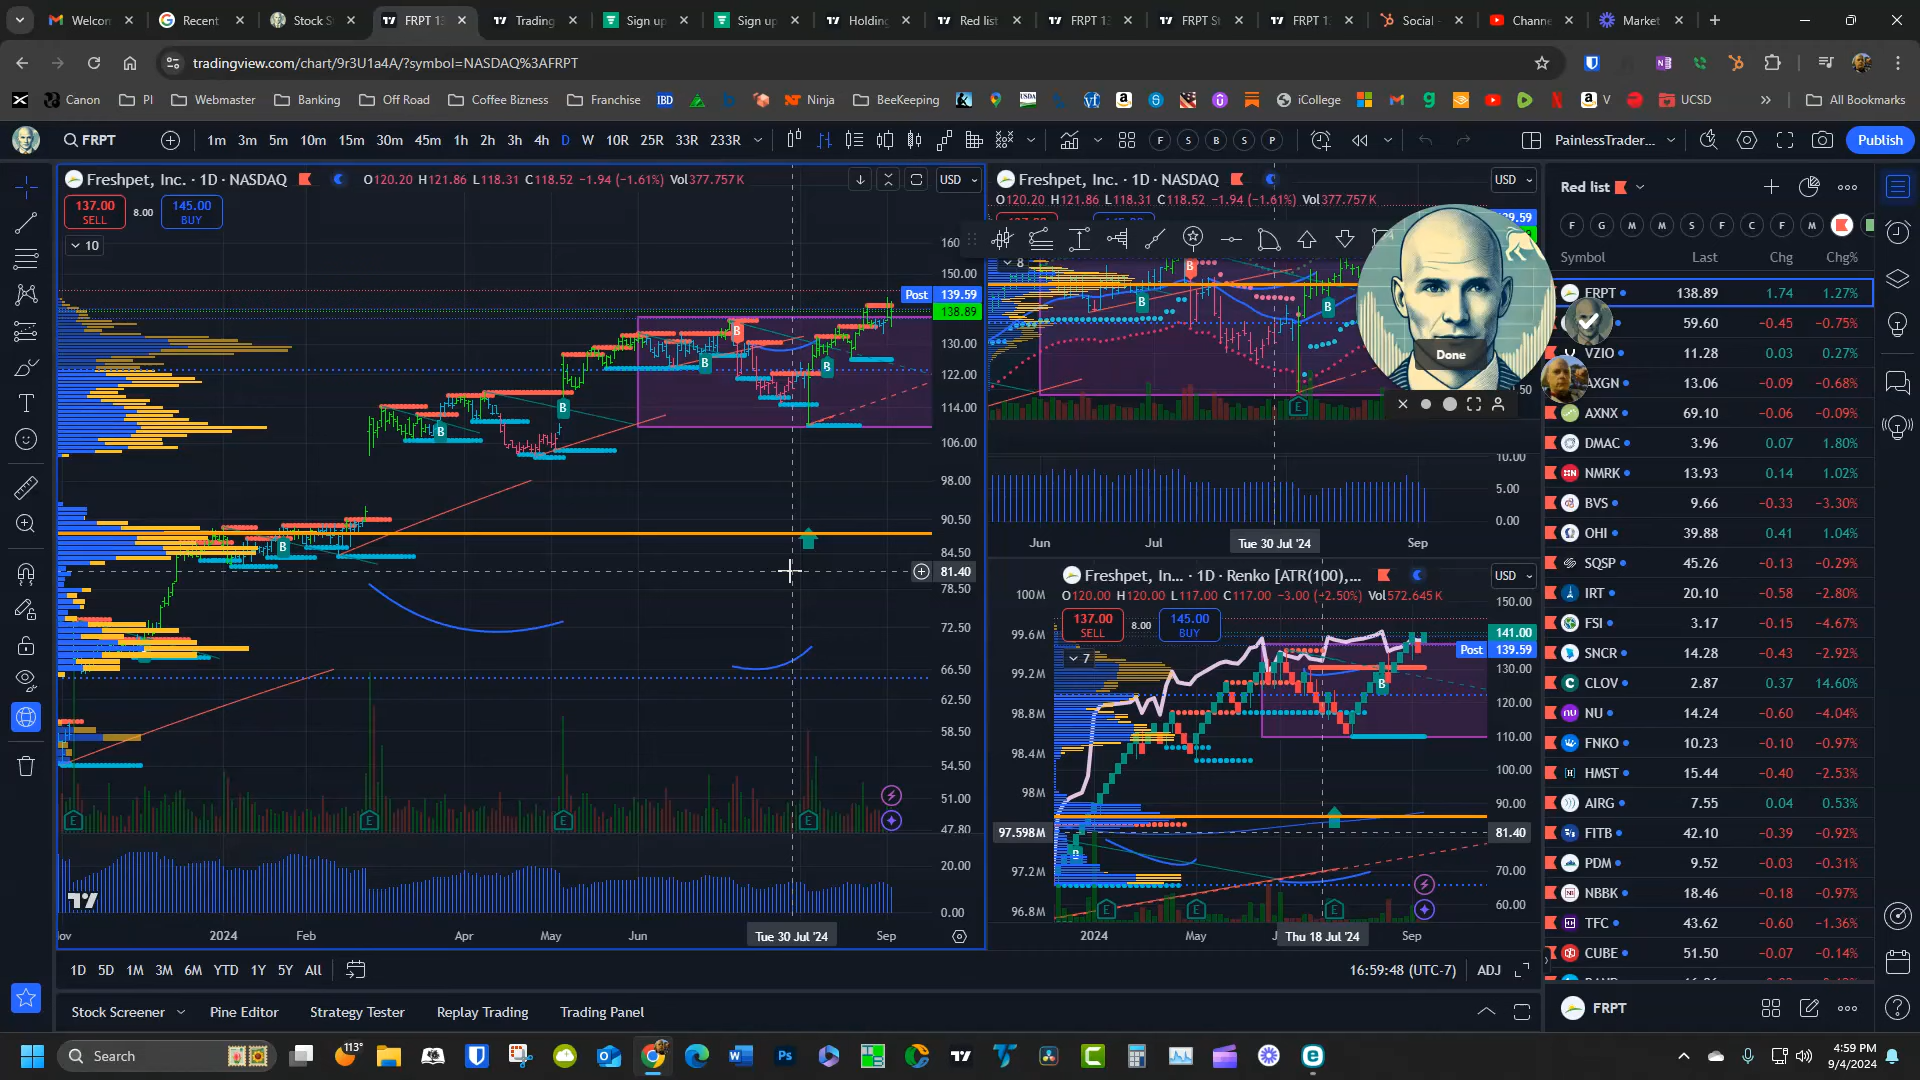 Welcon
Recent
Stock S
FRPT 13
Trading
Sign up
Sign up
Holding
Red list
FRPT 13
FRPT St
FRPT 1
Social -
Channe
Market
tradingview.com/chart/9r3U1a4A/?symbol=NASDAQ%3AFRPT
Canon
PI
Webmaster
Banking
Off Road
Coffee Bizness
Franchise
IBD
Ninja
BeeKeeping
iCollege
V
UCSD
All Bookmarks
FRPT
1m 3m 5m 10m 15m 30m 45m 1h 2h 3h 4h D W 10R 25R 33R 233R
F S B S P
PainlessTrader...
Publish
Freshpet, Inc. · 1D · NASDAQ
O120.20 H121.86 L118.31 C118.52 −1.94 (−1.61%) Vol377.757K
USD
137.00
SELL
8.00
145.00
BUY
10
150.00
Post 139.59
138.89
130.00
122.00
114.00
106.00
98.00
90.50
84.50
81.40
78.50
72.50
66.50
62.50
58.50
54.50
51.00
47.80
20.00
0.00
2024 Feb Apr May Jun Tue 30 Jul '24 Sep
Freshpet, Inc. · 1D · NASDAQ
O120.20 H121.86 L118.31 C118.52 −1.94 (−1.61%) Vol377.757K
USD
8
10.00
5.00
0.00
Jun Jul Tue 30 Jul '24 Sep
Done
Freshpet, In... · 1D · Renko [ATR(100),...
O120.00 H120.00 L117.00 C117.00 −3.00 (−2.50%) Vol572.645K
USD
137.00
SELL
8.00
145.00
BUY
7
100M
99.6M
99.2M
98.8M
98.4M
98M
97.598M
97.2M
96.8M
150.00
141.00
Post 139.59
130.00
120.00
110.00
100.00
90.00
81.40
70.00
60.00
2024 May Thu 18 Jul '24 Sep
Red list
F G M M S F C F M
Symbol Last Chg Chg%
FRPT 138.89 1.74 1.27%
59.60 −0.45 −0.75%
VZIO 11.28 0.03 0.27%
AXGN 13.06 −0.09 −0.68%
AXNX 69.10 −0.06 −0.09%
DMAC 3.96 0.07 1.80%
NMRK 13.93 0.14 1.02%
BVS 9.66 −0.33 −3.30%
OHI 39.88 0.41 1.04%
SQSP 45.26 −0.13 −0.29%
IRT 20.10 −0.58 −2.80%
FSI 3.17 −0.15 −4.67%
SNCR 14.28 −0.43 −2.92%
CLOV 2.87 0.37 14.60%
NU 14.24 −0.60 −4.04%
FNKO 10.23 −0.10 −0.97%
HMST 15.44 −0.40 −2.53%
AIRG 7.55 0.04 0.53%
FITB 42.10 −0.39 −0.92%
PDM 9.52 −0.03 −0.31%
NBBK 18.46 −0.18 −0.97%
TFC 43.62 −0.60 −1.36%
CUBE 51.50 −0.07 −0.14%
FRPT
1D 5D 1M 3M 6M YTD 1Y 5Y All
16:59:48 (UTC-7) ADJ
Stock Screener
Pine Editor
Strategy Tester
Replay Trading
Trading Panel
Search
113°
4:59 PM
9/4/2024